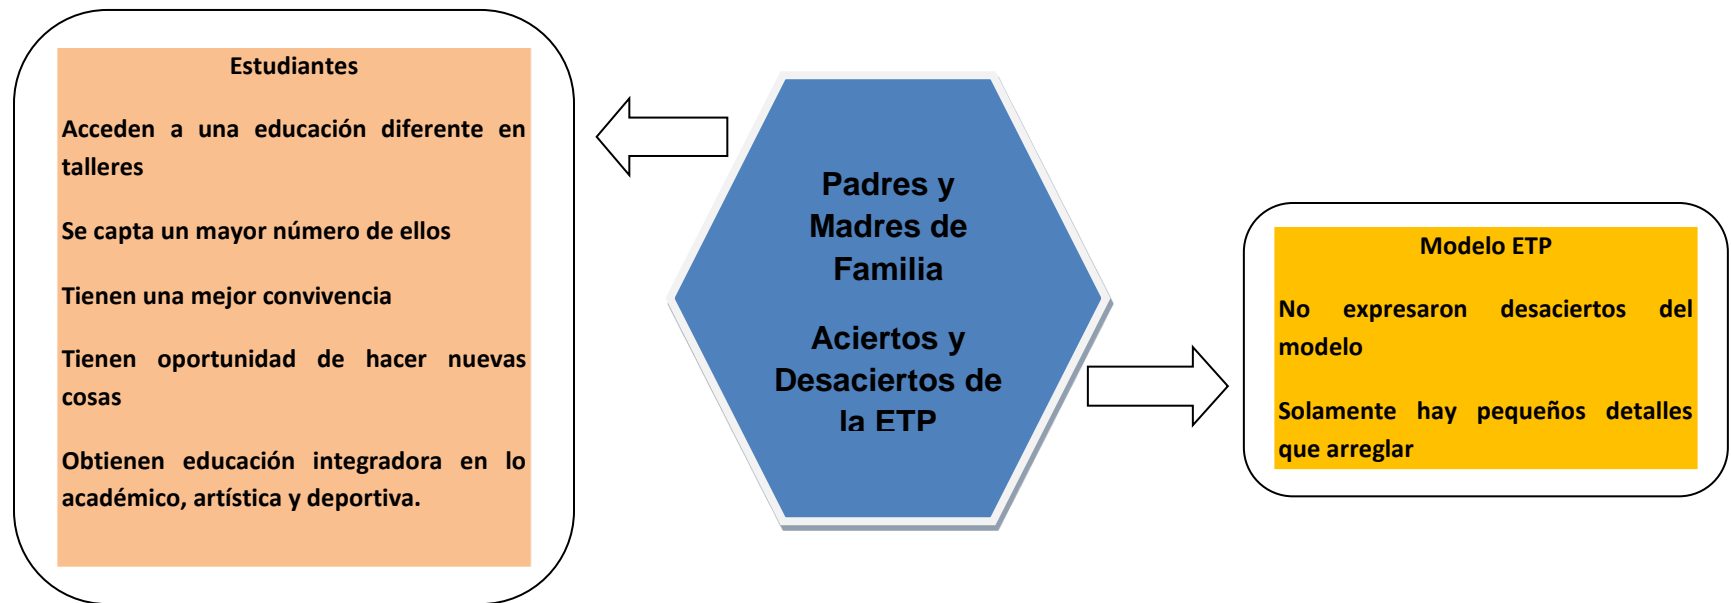 Estudiantes
Acceden a una educación diferente en
talleres
Se capta un mayor número de ellos
Tienen una mejor convivencia
Tienen oportunidad de hacer nuevas
cosas
Obtienen educación integradora en lo
académico, artística y deportiva.
Padres y
Madres de
Familia
Aciertos y
Desaciertos de
la ETP
Modelo ETP
No expresaron desaciertos del
modelo
Solamente hay pequeños detalles
que arreglar